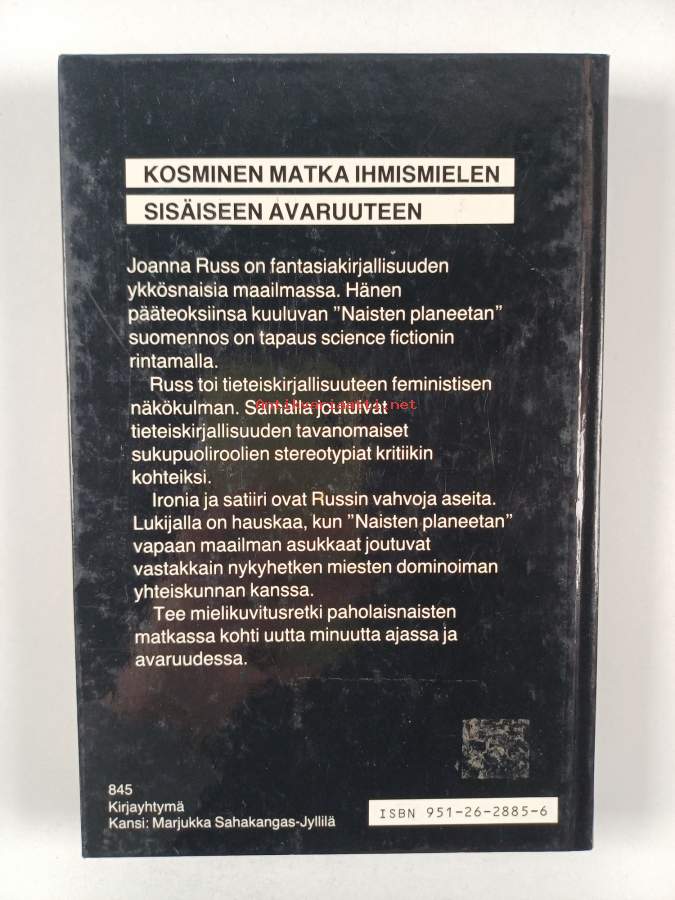 KOSMINEN MATKA IHMISMIELEN
SISÄISEEN AVARUUTEEN
Joanna Russ on fantasiakirjallisuuden
ykkösnaisia maailmassa. Hänen
pääteoksiinsa kuuluvan ”Naisten planeetan”
suomennos on tapaus science fictionin
rintamalla.
Russ toi tieteiskirjallisuuteen feministisen
näkökulman. Samalla joutuivat
antikvariaatti.net
tieteiskirjallisuuden tavanomaiset
sukupuoliroolien stereotypiat kritiikin
kohteiksi.
Ironia ja satiiri ovat Russin vahvoja aseita.
Lukijalla on hauskaa, kun ”Naisten planeetan”
vapaan maailman asukkaat joutuvat
vastakkain nykyhetken miesten dominoiman
yhteiskunnan kanssa.
Tee mielikuvitusretki paholaisnaisten
matkassa kohti uutta minuutta ajassa ja
avaruudessa.
845
Kirjayhtymä
Kansi: Marjukka Sahakangas-Jyllilä
ISBN 951-26-2885-6